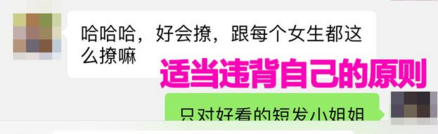 哈哈哈，好会撩，跟每个女生都这
么撩嘛
适当违背自己的原则
只对好看的短发小姐姐